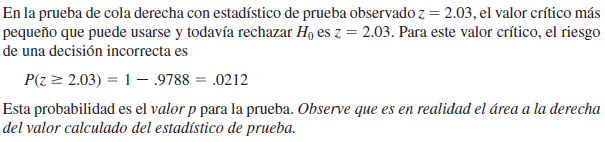 En la prueba de cola derecha con estadístico de prueba observado z = 2.03, el valor crítico más
pequeño que puede usarse y todavía rechazar H₀ es z = 2.03. Para este valor crítico, el riesgo
de una decisión incorrecta es
P(z ≥ 2.03) = 1 − .9788 = .0212
Esta probabilidad es el valor p para la prueba. Observe que es en realidad el área a la derecha
del valor calculado del estadístico de prueba.